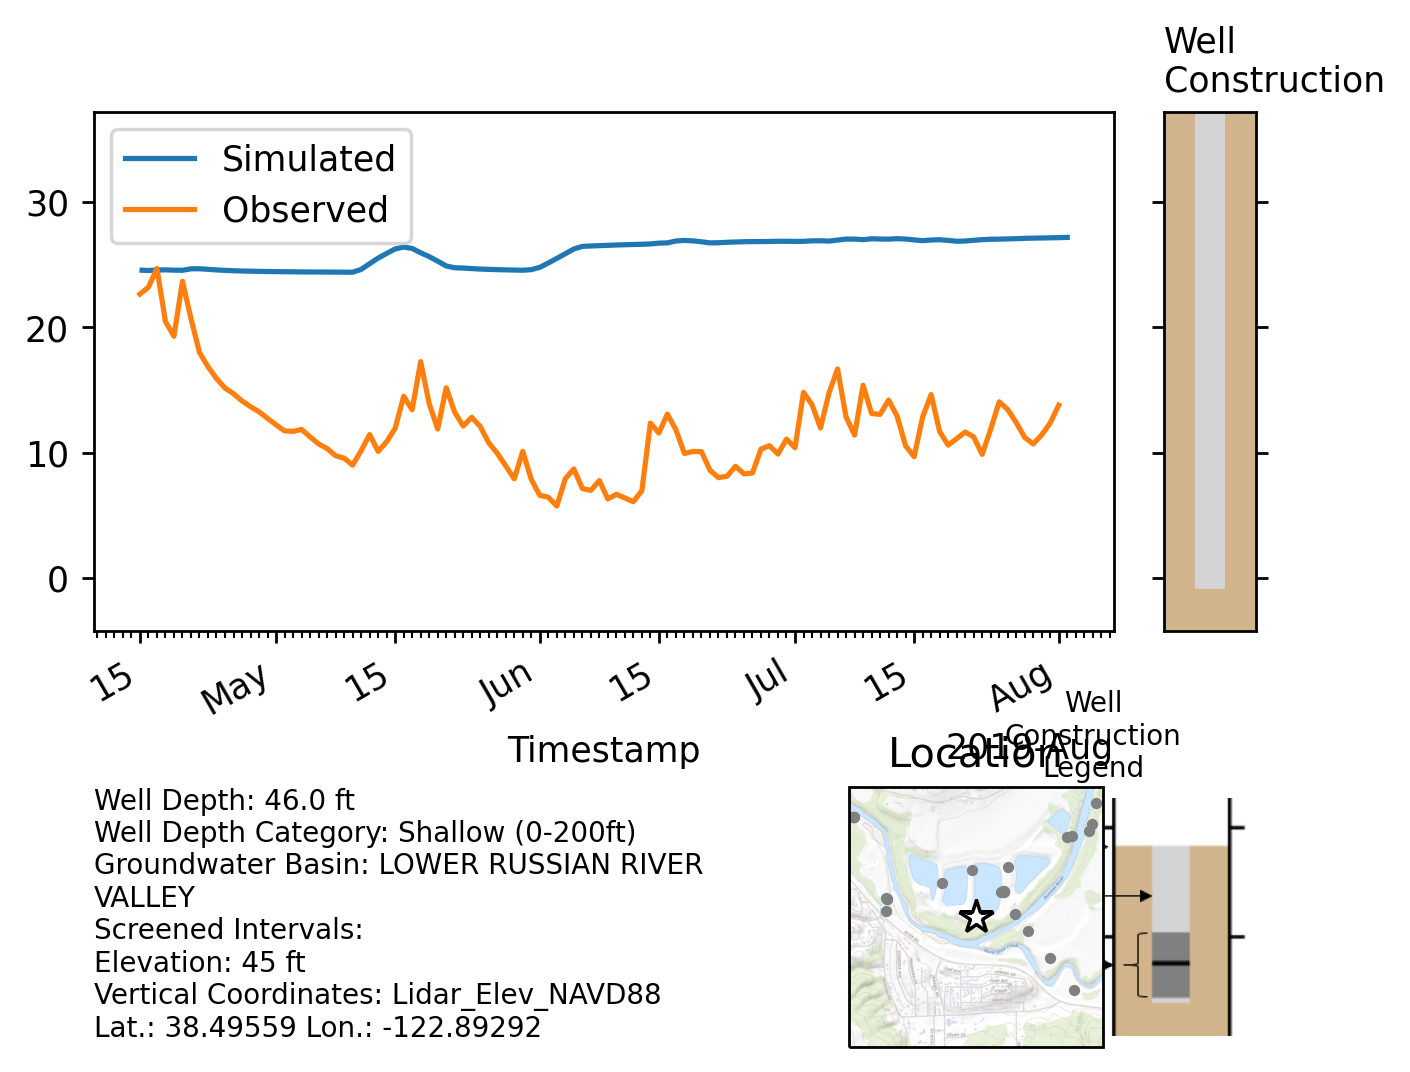 Well
Construction
Simulated
Observed
30
20
10
0
15
May
15
Jun
15
Jul
15
Aug
Timestamp
2019-Aug
Location
Well
Construction
Legend
Well Depth: 46.0 ft
Well Depth Category: Shallow (0-200ft)
Groundwater Basin: LOWER RUSSIAN RIVER
VALLEY
Screened Intervals:
Elevation: 45 ft
Vertical Coordinates: Lidar_Elev_NAVD88
Lat.: 38.49559 Lon.: -122.89292